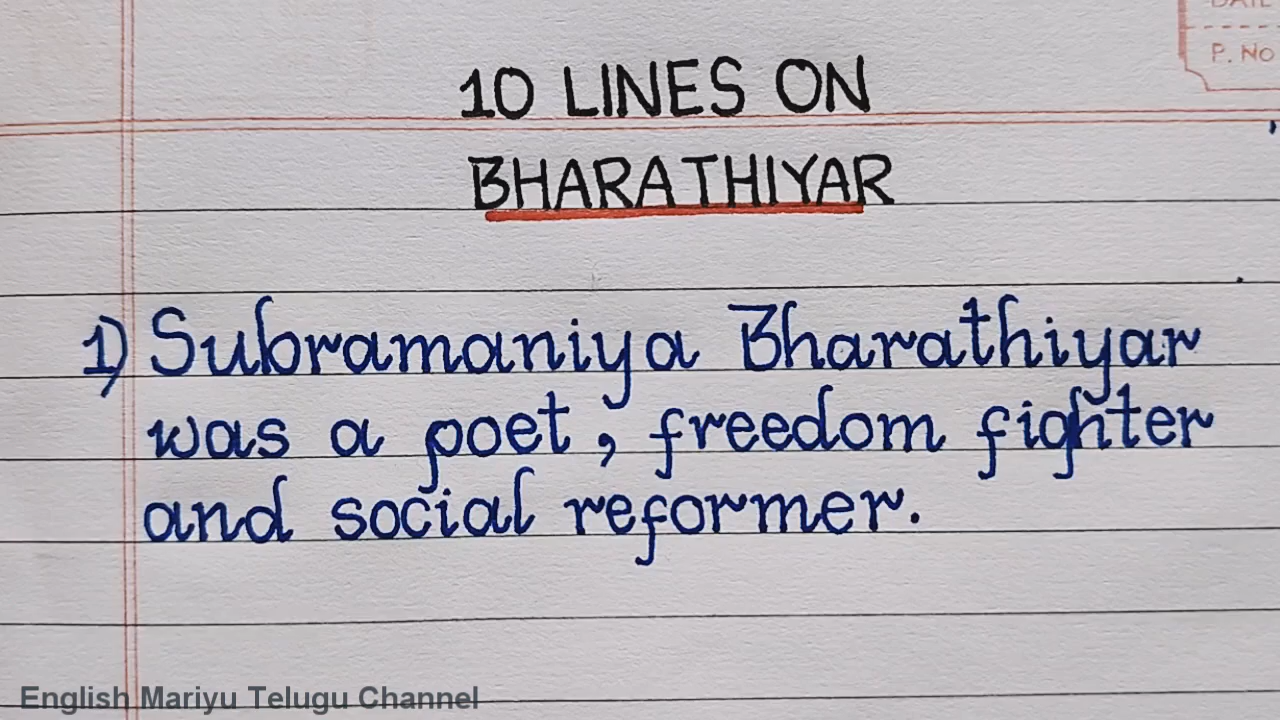 P. No
10 LINES ON
BHARATHIYAR
1) Subramaniya Bharathiyar
was a poet, freedom fighter
and social reformer.
English Mariyu Telugu Channel